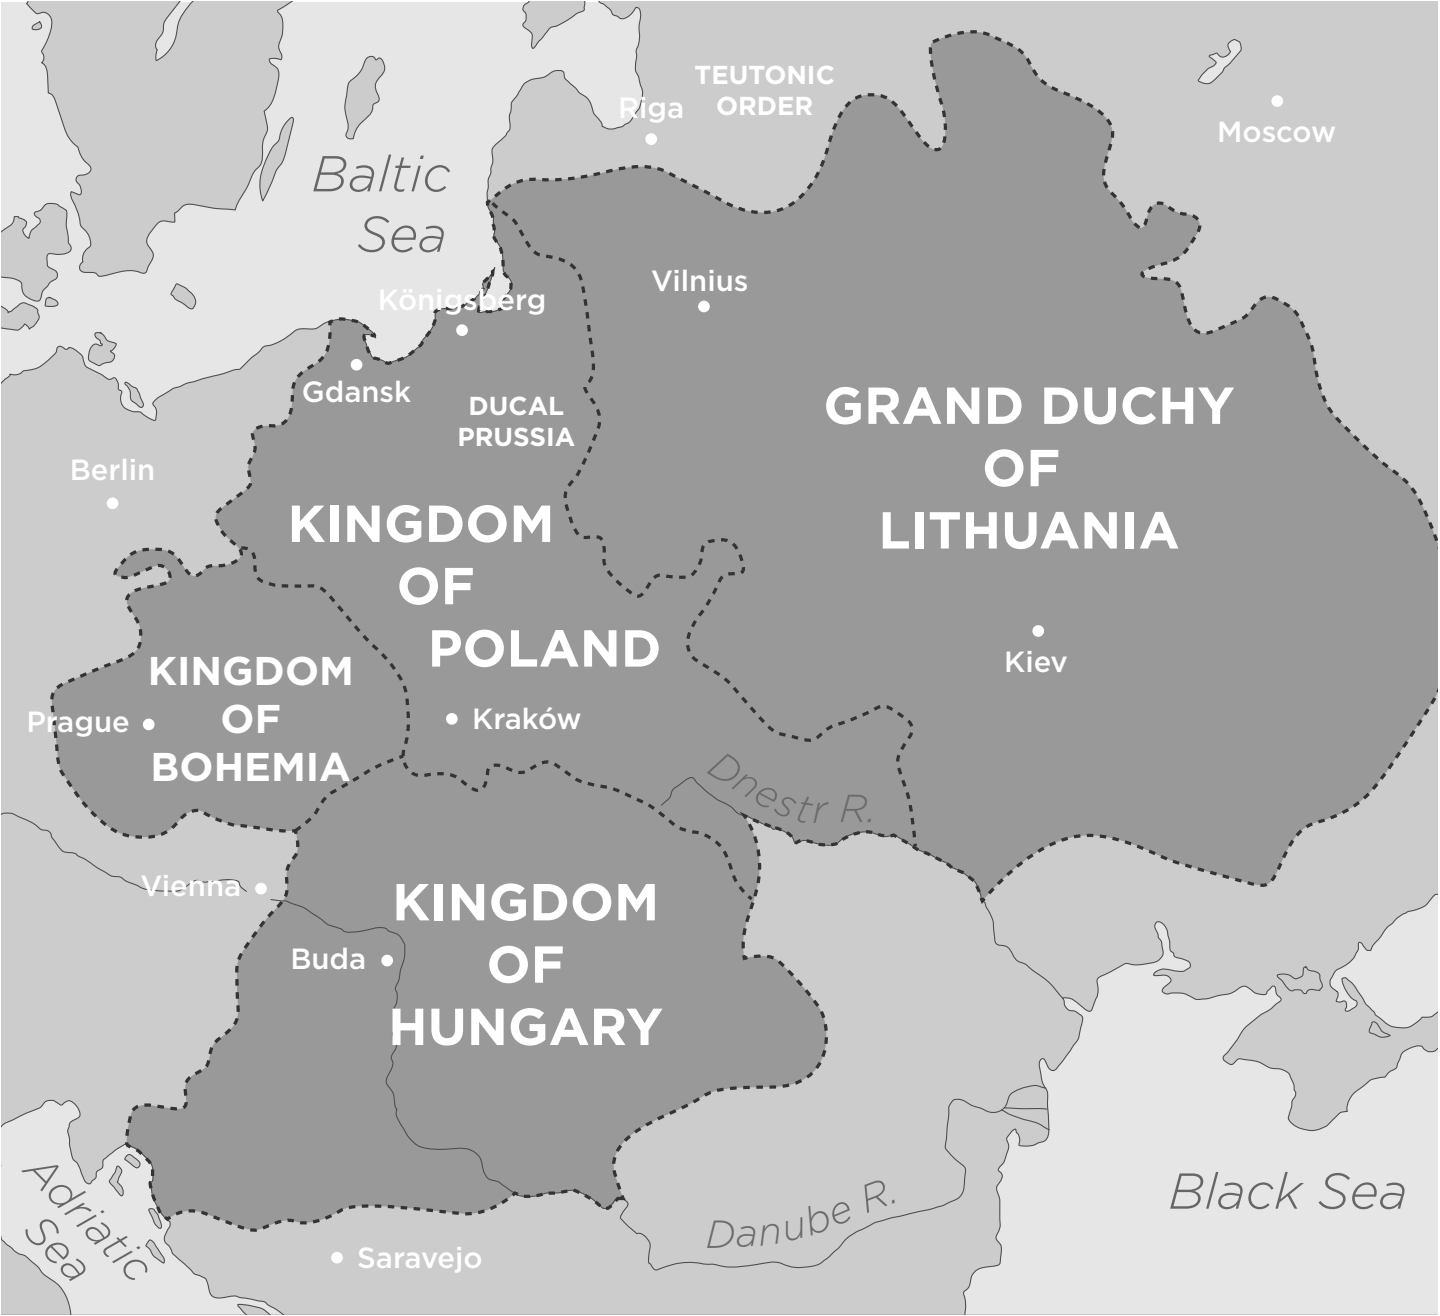 TEUTONIC
ORDER
Riga
Moscow
Baltic
Sea
Vilnius
Königsberg
Gdansk
DUCAL
PRUSSIA
GRAND DUCHY
OF
LITHUANIA
Berlin
KINGDOM
OF
POLAND
Kiev
KINGDOM
OF
BOHEMIA
Prague
Kraków
Dnestr R.
Vienna
KINGDOM
OF
HUNGARY
Buda
Adriatic
Sea
Danube R.
Black Sea
Saravejo